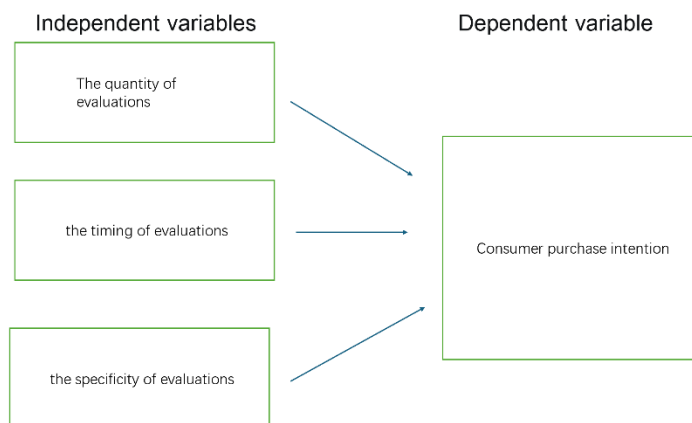 Independent variables
Dependent variable
The quantity of
evaluations
the timing of evaluations
Consumer purchase intention
the specificity of evaluations